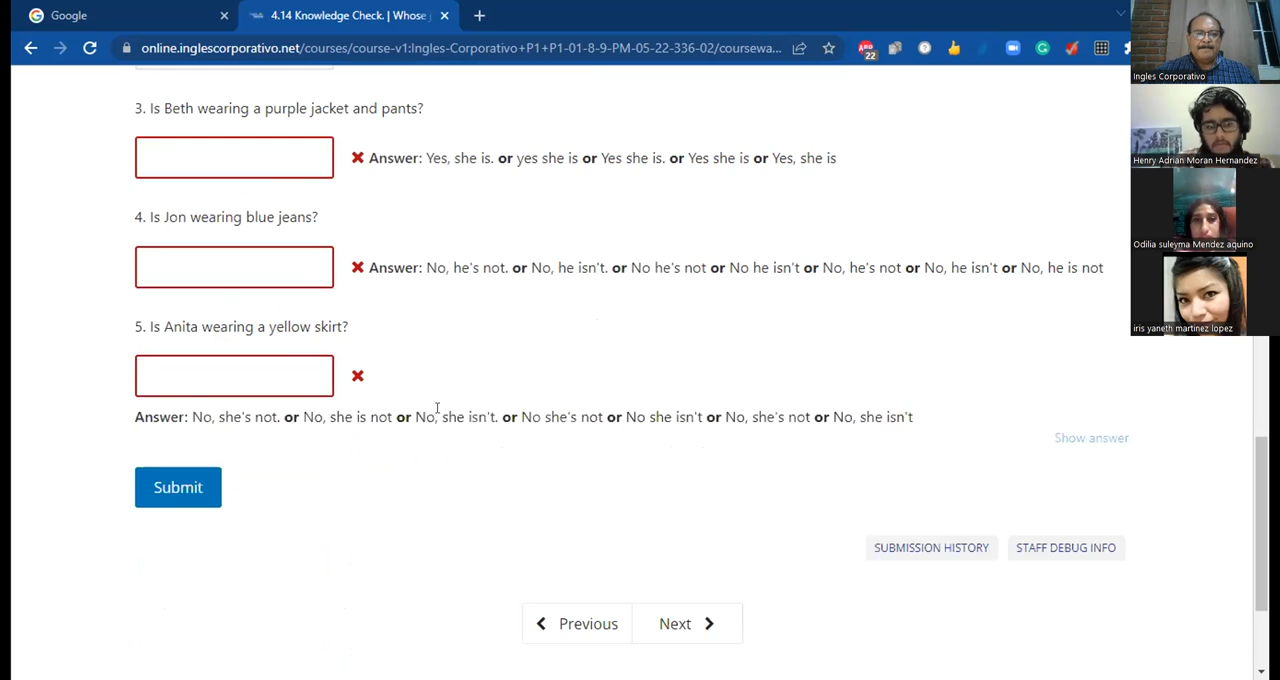 Google
4.14 Knowledge Check. | Whose
online.inglescorporativo.net/courses/course-v1:Ingles-Corporativo+P1+P1-01-8-9-PM-05-22-336-02/coursewa...
22
3. Is Beth wearing a purple jacket and pants?
Answer: Yes, she is. or yes she is or Yes she is. or Yes she is or Yes, she is
4. Is Jon wearing blue jeans?
Answer: No, he's not. or No, he isn't. or No he's not or No he isn't or No, he's not or No, he isn't or No, he is not
5. Is Anita wearing a yellow skirt?
Answer: No, she's not. or No, she is not or No, she isn't. or No she's not or No she isn't or No, she's not or No, she isn't
Show answer
Submit
SUBMISSION HISTORY
STAFF DEBUG INFO
Previous
Next
Ingles Corporativo
Henry Adrian Moran Hernandez
Odilia suleyma Mendez aquino
iris yaneth martinez lopez